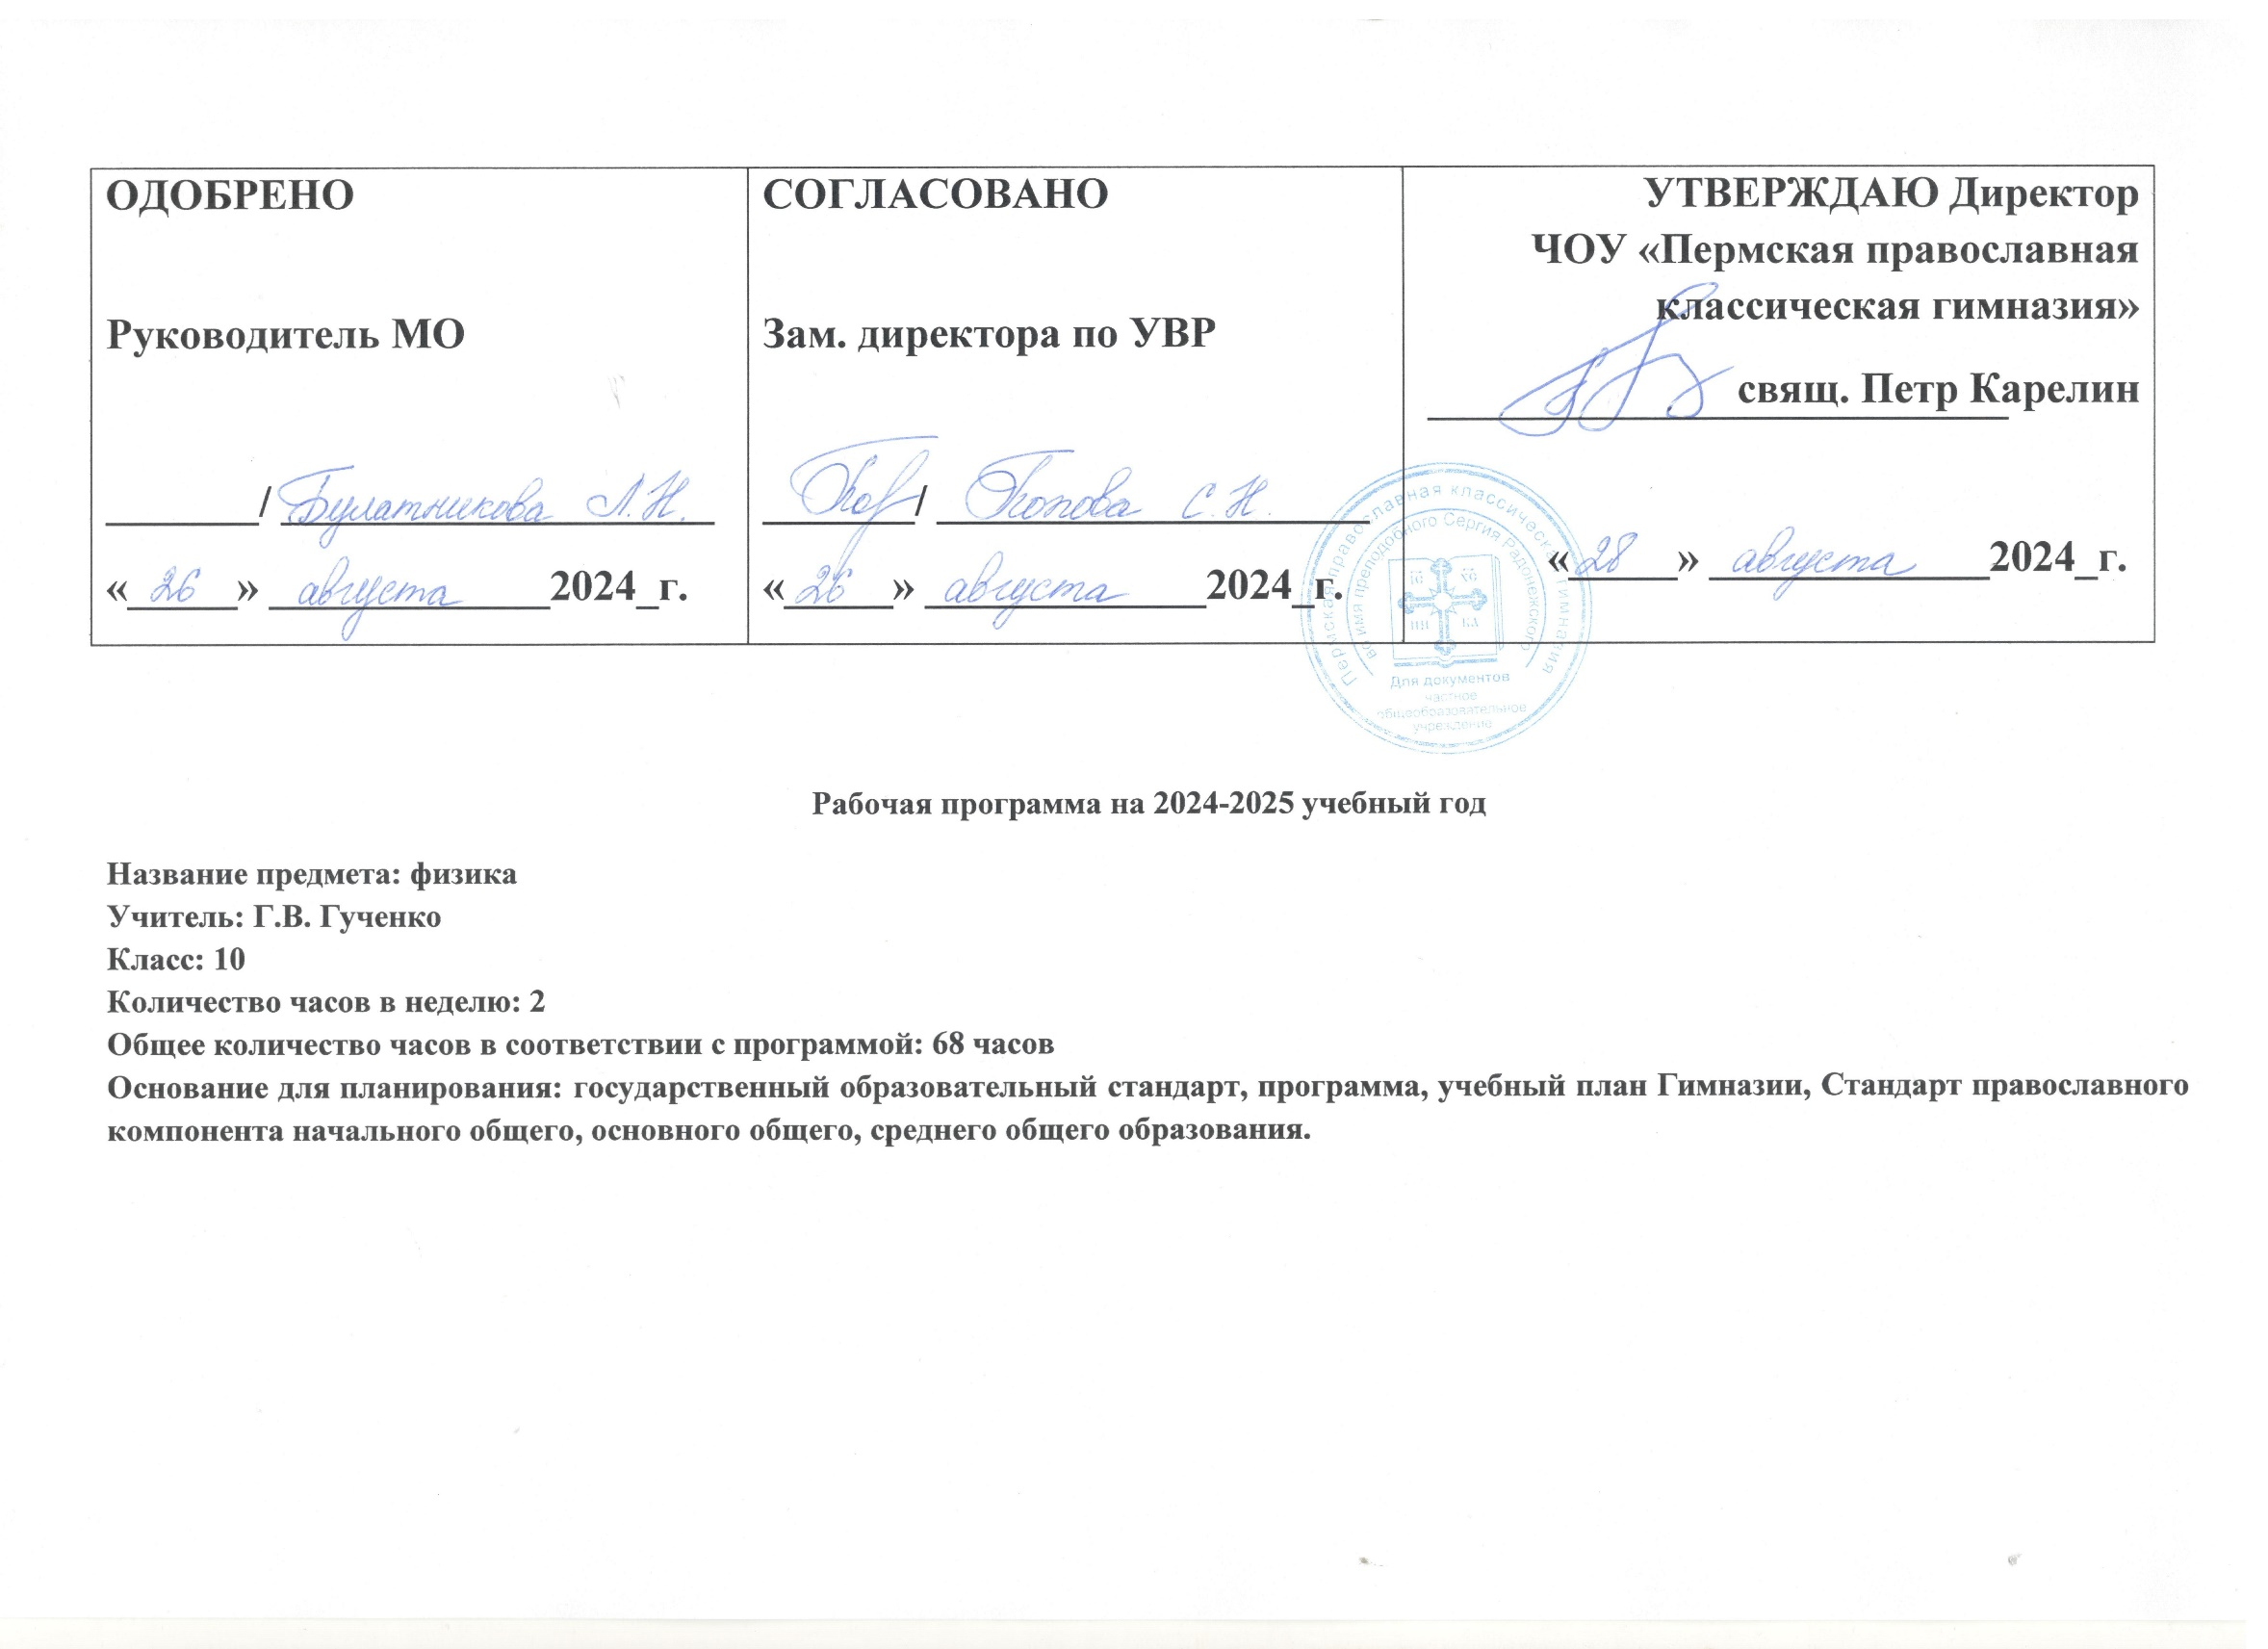 ОДОБРЕНО
Руководитель МО
_______/ Булатникова Л.Н.
«26» августа 2024_г.
СОГЛАСОВАНО
Зам. директора по УВР
/ Попова С.Н.
«26» августа 2024_г.
УТВЕРЖДАЮ Директор
ЧОУ «Пермская православная
классическая гимназия»
свящ. Петр Карелин
«28» августа 2024_г.
Пермская православная классическая гимназия
во имя преподобного Сергия Радонежского
Для документов
частное
общеобразовательное
учреждение
Рабочая программа на 2024-2025 учебный год
Название предмета: физика
Учитель: Г.В. Гученко
Класс: 10
Количество часов в неделю: 2
Общее количество часов в соответствии с программой: 68 часов
Основание для планирования: государственный образовательный стандарт, программа, учебный план Гимназии, Стандарт православного
компонента начального общего, основного общего, среднего общего образования.